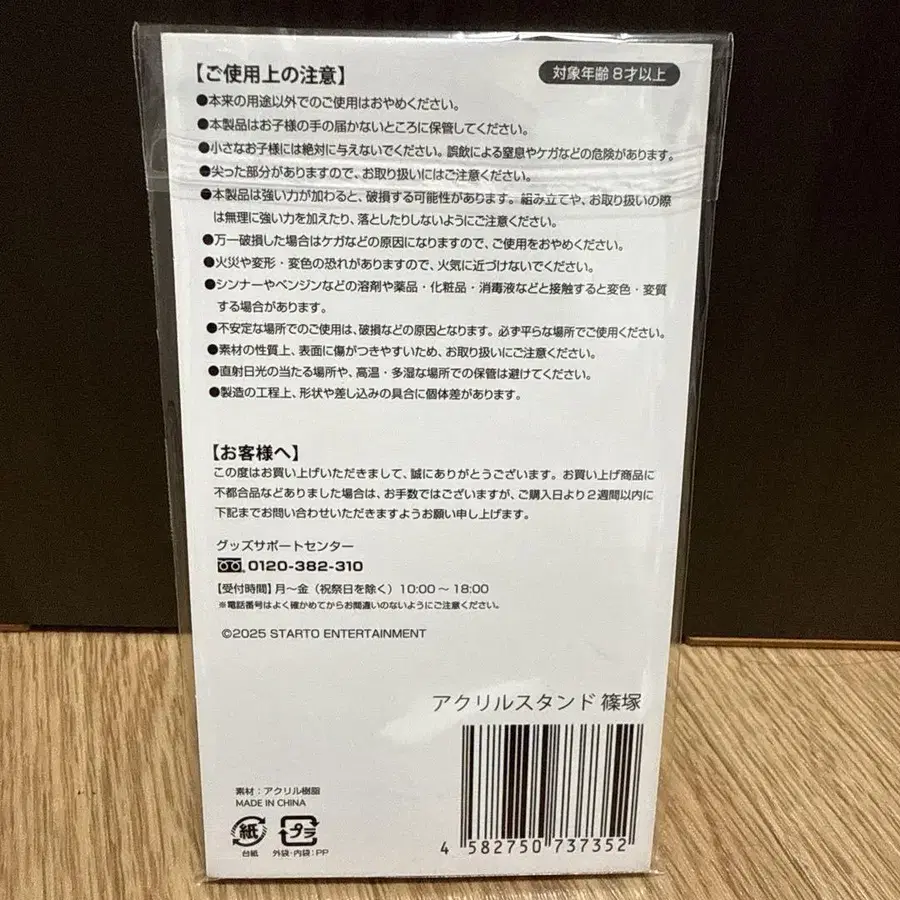 【ご使用上の注意】
対象年齢8才以上
●本来の用途以外でのご使用はおやめください。
●本製品はお子様の手の届かないところに保管してください。
●小さなお子様には絶対に与えないでください。誤飲による窒息やケガなどの危険があります。
●尖った部分がありますので、お取り扱いにはご注意ください。
●本製品は強い力が加わると、破損する可能性があります。組み立てや、お取り扱いの際
は無理に強い力を加えたり、落としたりしないようにご注意ください。
●万一破損した場合はケガなどの原因になりますので、ご使用をおやめください。
●火災や変形・変色の恐れがありますので、火気に近づけないでください。
●シンナーやベンジンなどの溶剤や薬品・化粧品・消毒液などと接触すると変色・変質
する場合があります。
●不安定な場所でのご使用は、破損などの原因となります。必ず平らな場所でご使用ください。
●素材の性質上、表面に傷がつきやすいため、お取り扱いにご注意ください。
●直射日光の当たる場所や、高温・多湿な場所での保管は避けてください。
●製造の工程上、形状や差し込みの具合に個体差があります。
【お客様へ】
この度はお買い上げいただきまして、誠にありがとうございます。お買い上げ商品に
不都合品などありました場合は、お手数ではございますが、ご購入日より2週間以内に
下記までお問い合わせいただきますようお願い申し上げます。
グッズサポートセンター
0120-382-310
【受付時間】月~金（祝祭日を除く）10:00~18:00
※電話番号はよく確かめてからお間違いのないようにご注意ください。
©2025 STARTO ENTERTAINMENT
アクリルスタンド 篠塚
素材:アクリル樹脂
MADE IN CHINA
紙
プラ
台紙
外袋・内袋:PP
4 582750 737352